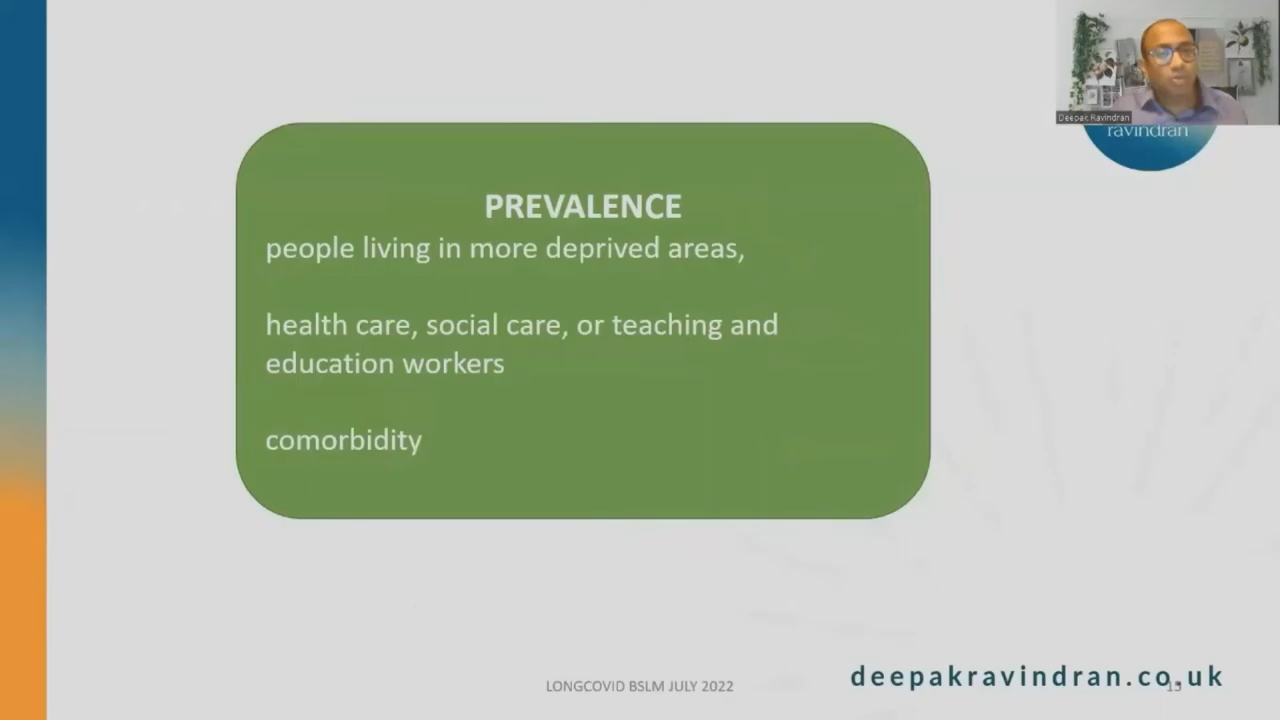 Deepak Ravindran
ravindran
PREVALENCE
people living in more deprived areas,
health care, social care, or teaching and
education workers
comorbidity
LONGCOVID BSLM JULY 2022
deepakravindran.co.uk